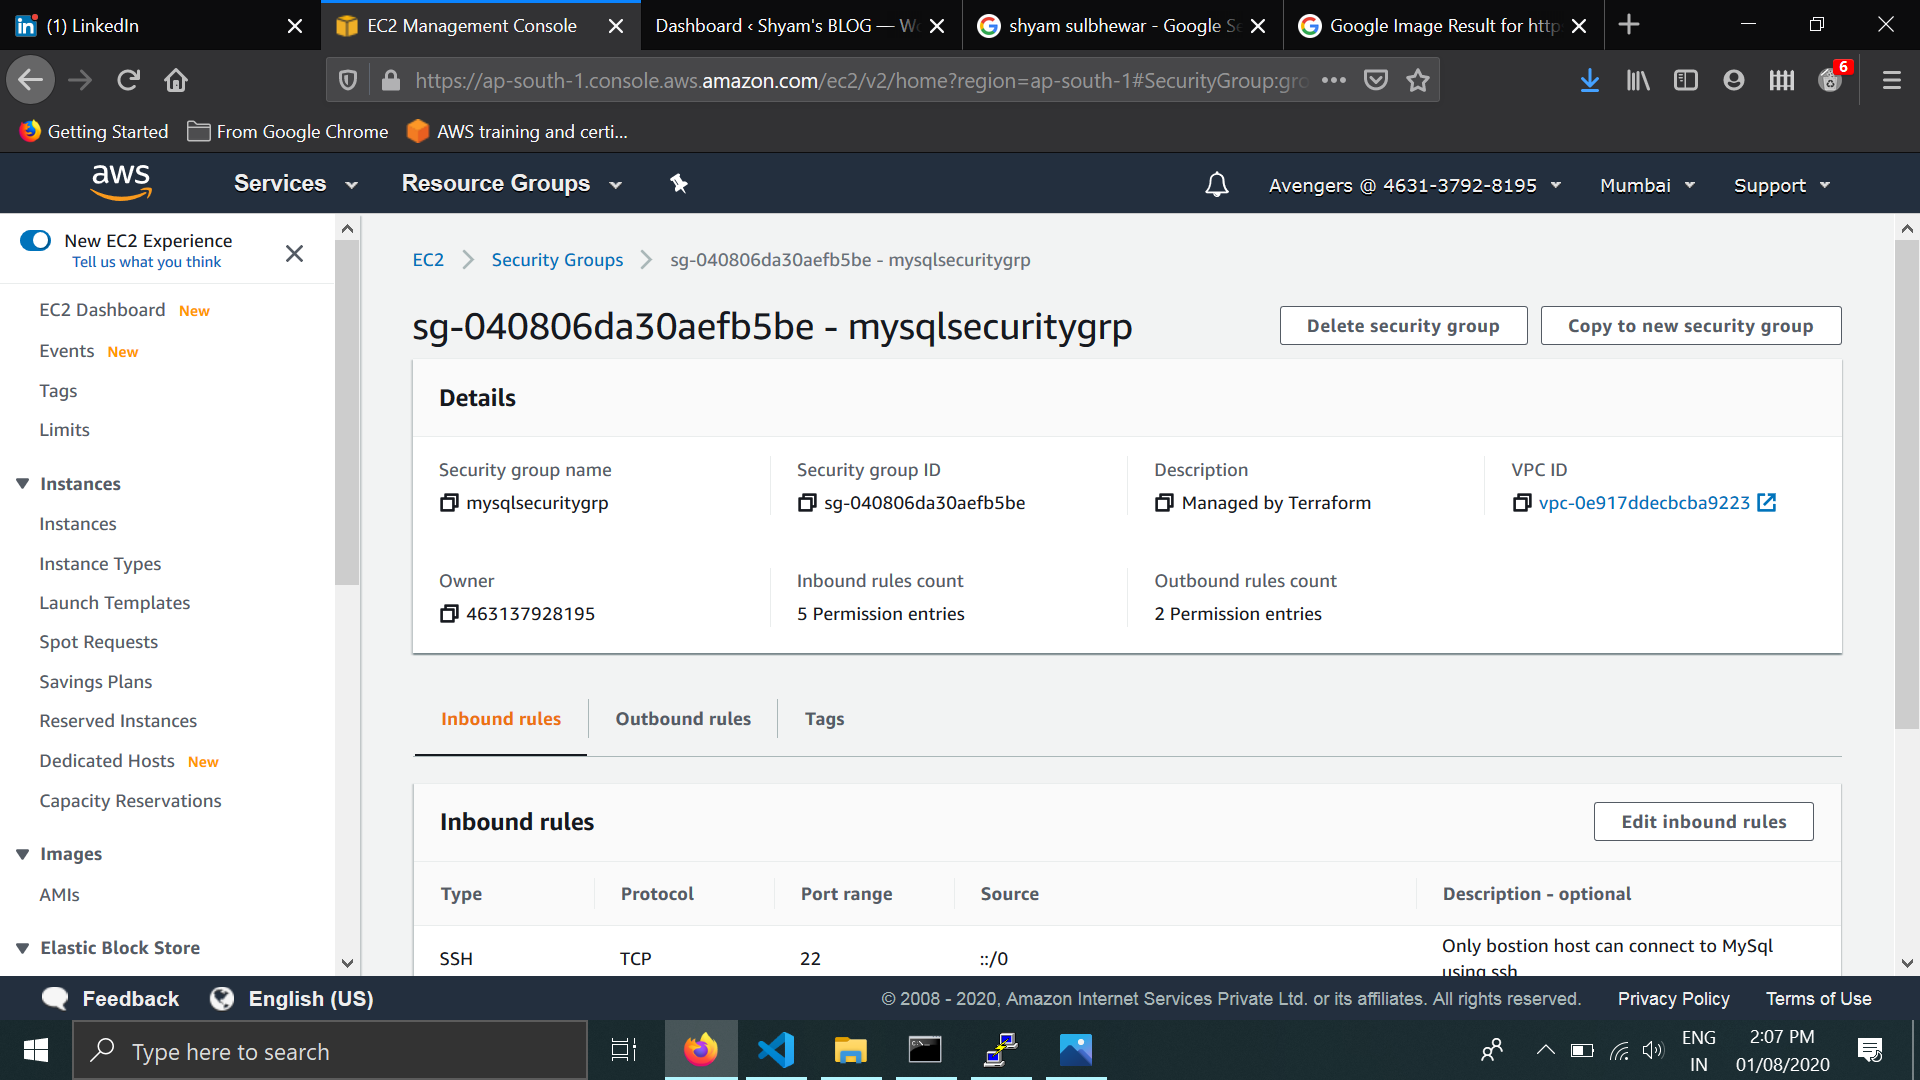 (1) LinkedIn
EC2 Management Console
Dashboard ‹ Shyam's BLOG — Wo
shyam sulbhewar - Google Se
Google Image Result for http
https://ap-south-1.console.aws.amazon.com/ec2/v2/home?region=ap-south-1#SecurityGroup:gro
6
Getting Started
From Google Chrome
AWS training and certi...
aws
Services
Resource Groups
Avengers @ 4631-3792-8195
Mumbai
Support
New EC2 Experience
Tell us what you think
EC2 Dashboard New
Events New
Tags
Limits
Instances
Instances
Instance Types
Launch Templates
Spot Requests
Savings Plans
Reserved Instances
Dedicated Hosts New
Capacity Reservations
Images
AMIs
Elastic Block Store
EC2 > Security Groups > sg-040806da30aefb5be - mysqlsecuritygrp
sg-040806da30aefb5be - mysqlsecuritygrp
Delete security group
Copy to new security group
Details
Security group name
mysqlsecuritygrp
Security group ID
sg-040806da30aefb5be
Description
Managed by Terraform
VPC ID
vpc-0e917ddecbcba9223
Owner
463137928195
Inbound rules count
5 Permission entries
Outbound rules count
2 Permission entries
Inbound rules
Outbound rules
Tags
Inbound rules
Edit inbound rules
Type Protocol Port range Source Description - optional
SSH TCP 22 ::/0 Only bostion host can connect to MySql
using ssh
Feedback
English (US)
© 2008 - 2020, Amazon Internet Services Private Ltd. or its affiliates. All rights reserved.
Privacy Policy
Terms of Use
Type here to search
ENG
IN
2:07 PM
01/08/2020